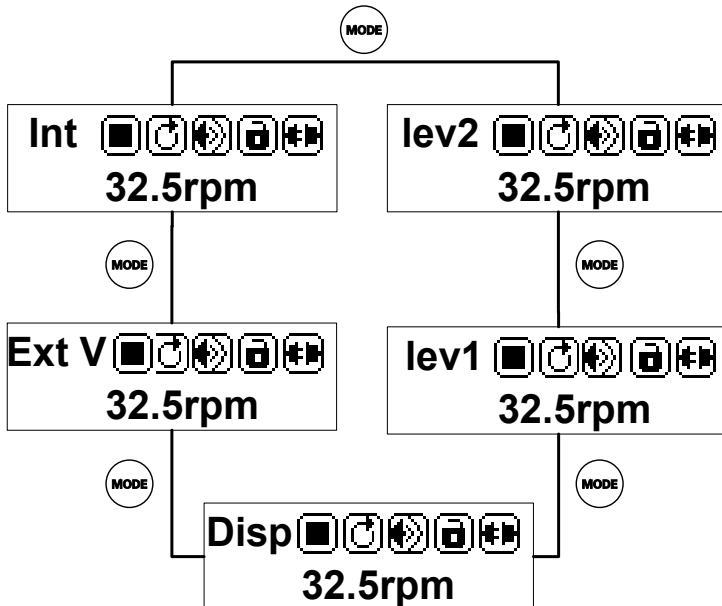 MODE
Int
32.5rpm
lev2
32.5rpm
MODE
MODE
Ext V
32.5rpm
lev1
32.5rpm
MODE
MODE
Disp
32.5rpm